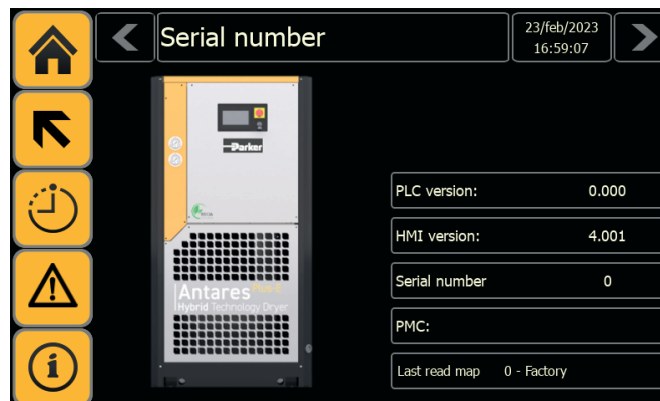 Serial number
23/feb/2023
16:59:07
Parker
PLC version: 0.000
HMI version: 4.001
Serial number 0
Antares Plus-E
Hybrid Technology Dryer
PMC:
Last read map 0 - Factory